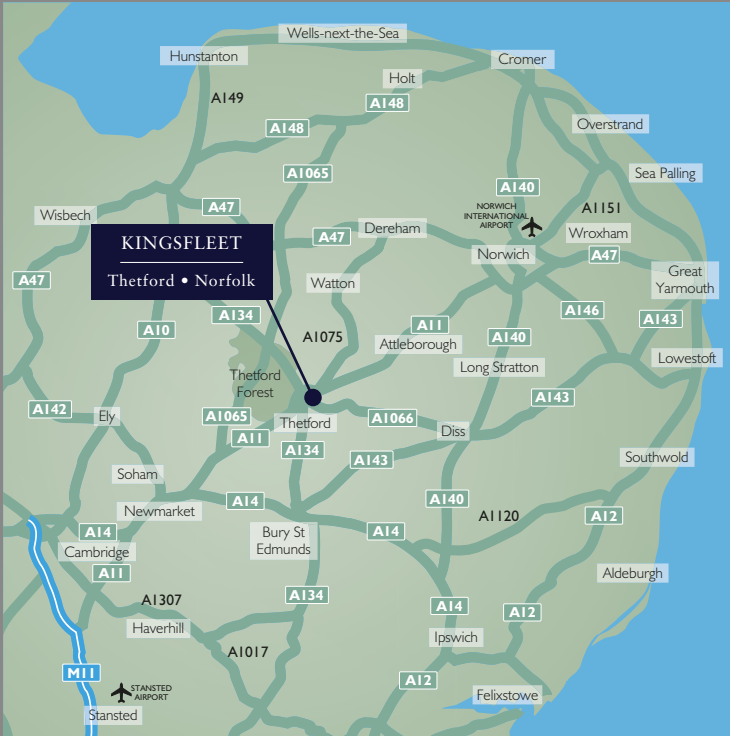 Wells-next-the-Sea
Hunstanton
Cromer
Holt
A149
A148
A148
Overstrand
A1065
Sea Palling
A140
Wisbech
A47
NORWICH
INTERNATIONAL
AIRPORT
A1151
Dereham
Wroxham
KINGSFLEET
Thetford • Norfolk
A47
Norwich
A47
A47
Watton
Great
Yarmouth
A134
A10
A1075
A11
A146
A143
Attleborough
A140
Long Stratton
Lowestoft
Thetford
Forest
A142
Ely
A1065
Thetford
A1066
A143
A11
A134
Diss
A143
Southwold
Soham
Newmarket
A14
A140
A1120
A12
A14
Cambridge
Bury St
Edmunds
A14
A11
Aldeburgh
A1307
A134
A14
A12
Haverhill
Ipswich
A1017
M11
A12
STANSTED
AIRPORT
Felixstowe
Stansted